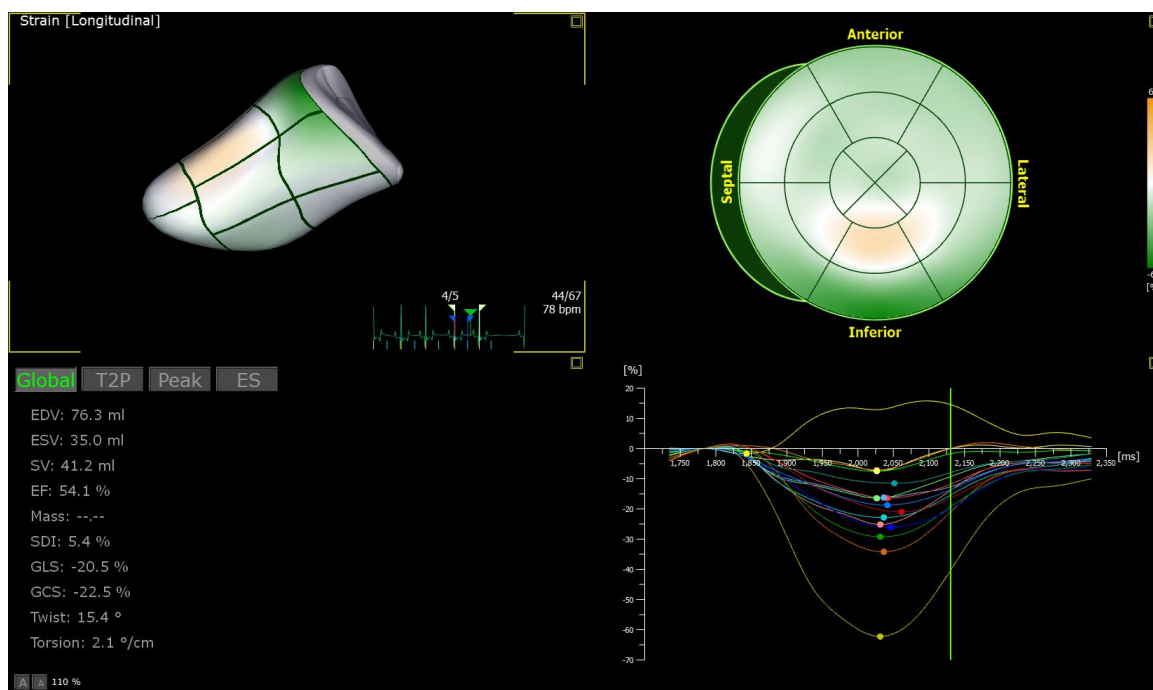 Strain [Longitudinal]
4/5
44/67
78 bpm
Anterior
Septal
Lateral
Inferior
6
-6
[%
Global T2P Peak ES
EDV: 76.3 ml
ESV: 35.0 ml
SV: 41.2 ml
EF: 54.1 %
Mass: --.--
SDI: 5.4 %
GLS: -20.5 %
GCS: -22.5 %
Twist: 15.4 °
Torsion: 2.1 °/cm
A A 110 %
[%]
20
10
0
-10
-20
-30
-40
-50
-60
-70
1,750 1,800 1,850 1,900 1,950 2,000 2,050 2,100 2,150 2,200 2,250 2,300 2,350 [ms]